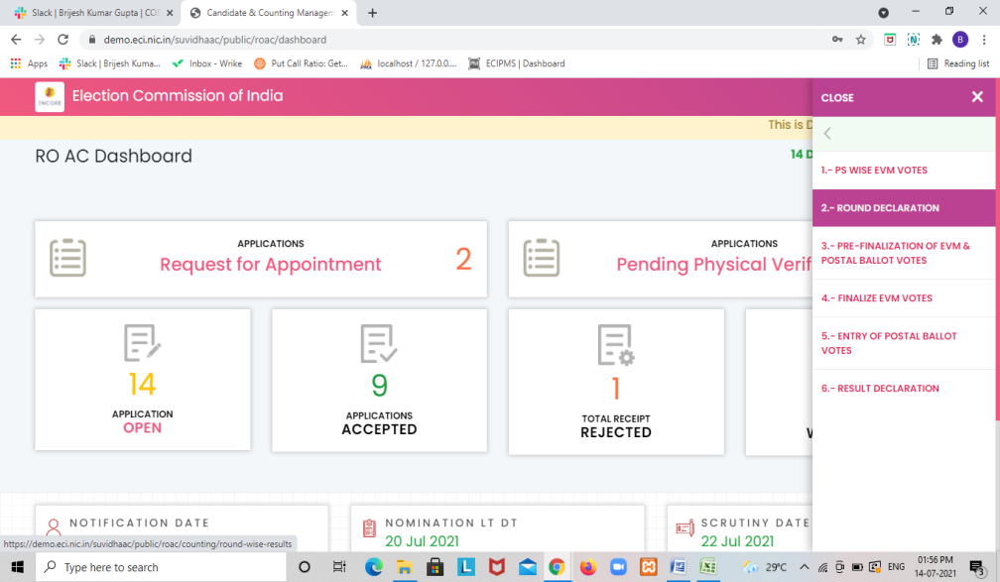 Slack | Brijesh Kumar Gupta | COE
Candidate & Counting Managem
demo.eci.nic.in/suvidhaac/public/roac/dashboard
B
Apps
Slack | Brijesh Kuma...
Inbox - Wrike
Put Call Ratio: Get...
localhost / 127.0.0....
ECIPMS | Dashboard
Reading list
ENCORE
Election Commission of India
CLOSE
This is D
RO AC Dashboard
14 D
1.- PS WISE EVM VOTES
2.- ROUND DECLARATION
3.- PRE-FINALIZATION OF EVM &
POSTAL BALLOT VOTES
4.- FINALIZE EVM VOTES
5.- ENTRY OF POSTAL BALLOT
VOTES
6.- RESULT DECLARATION
APPLICATIONS
Request for Appointment
2
APPLICATIONS
Pending Physical Verif
14
APPLICATION
OPEN
9
APPLICATIONS
ACCEPTED
1
TOTAL RECEIPT
REJECTED
NOTIFICATION DATE
NOMINATION LT DT
20 Jul 2021
SCRUTINY DATE
22 Jul 2021
https://demo.eci.nic.in/suvidhaac/public/roac/counting/round-wise-results
Type here to search
29°C
ENG
01:56 PM
14-07-2021
3